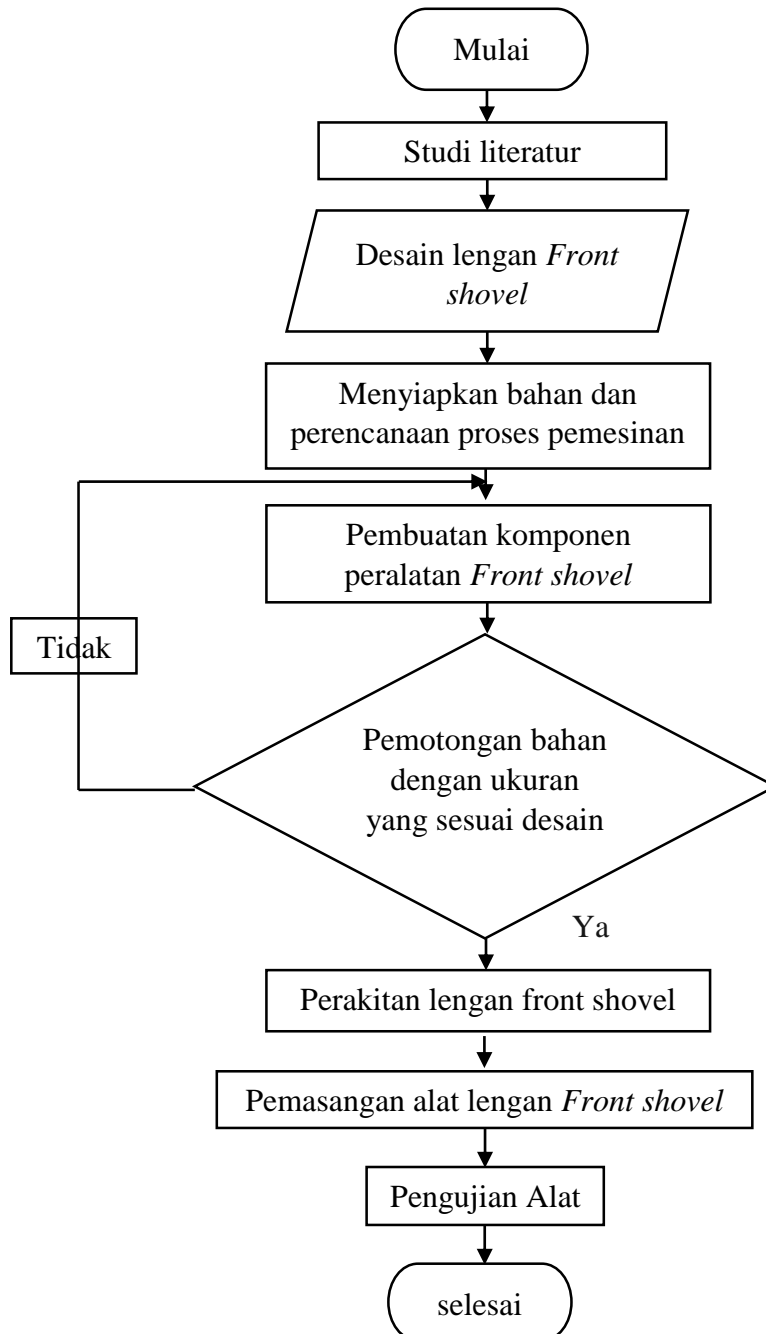 Mulai
Studi literatur
Desain lengan Front
shovel
Menyiapkan bahan dan
perencanaan proses pemesinan
Pembuatan komponen
peralatan Front shovel
Tidak
Pemotongan bahan
dengan ukuran
yang sesuai desain
Ya
Perakitan lengan front shovel
Pemasangan alat lengan Front shovel
Pengujian Alat
selesai